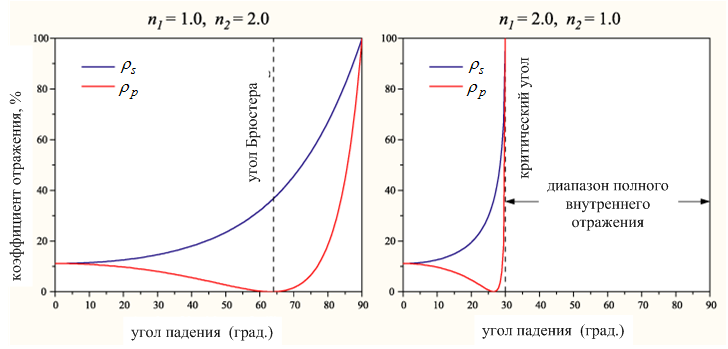 n1 = 1.0, n2 = 2.0
коэффициент отражения, %
100
80
60
40
20
0
ρs
ρp
угол Брюстера
0 10 20 30 40 50 60 70 80 90
угол падения (град.)
n1 = 2.0, n2 = 1.0
100
80
60
40
20
0
ρs
ρp
критический угол
диапазон полного
внутреннего
отражения
0 10 20 30 40 50 60 70 80 90
угол падения (град.)